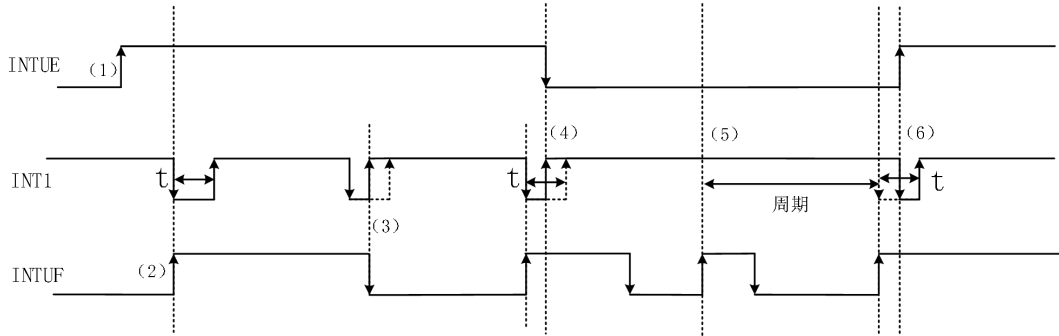 INTUE
(1)
(4)
(5)
(6)
INT1
t
t
t
周期
(3)
INTUF
(2)